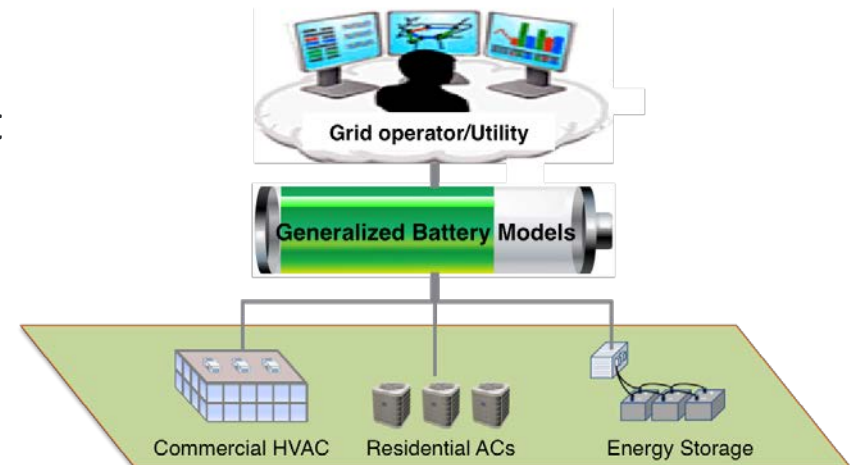 Grid operator/Utility
Generalized Battery Models
Commercial HVAC
Residential ACs
Energy Storage